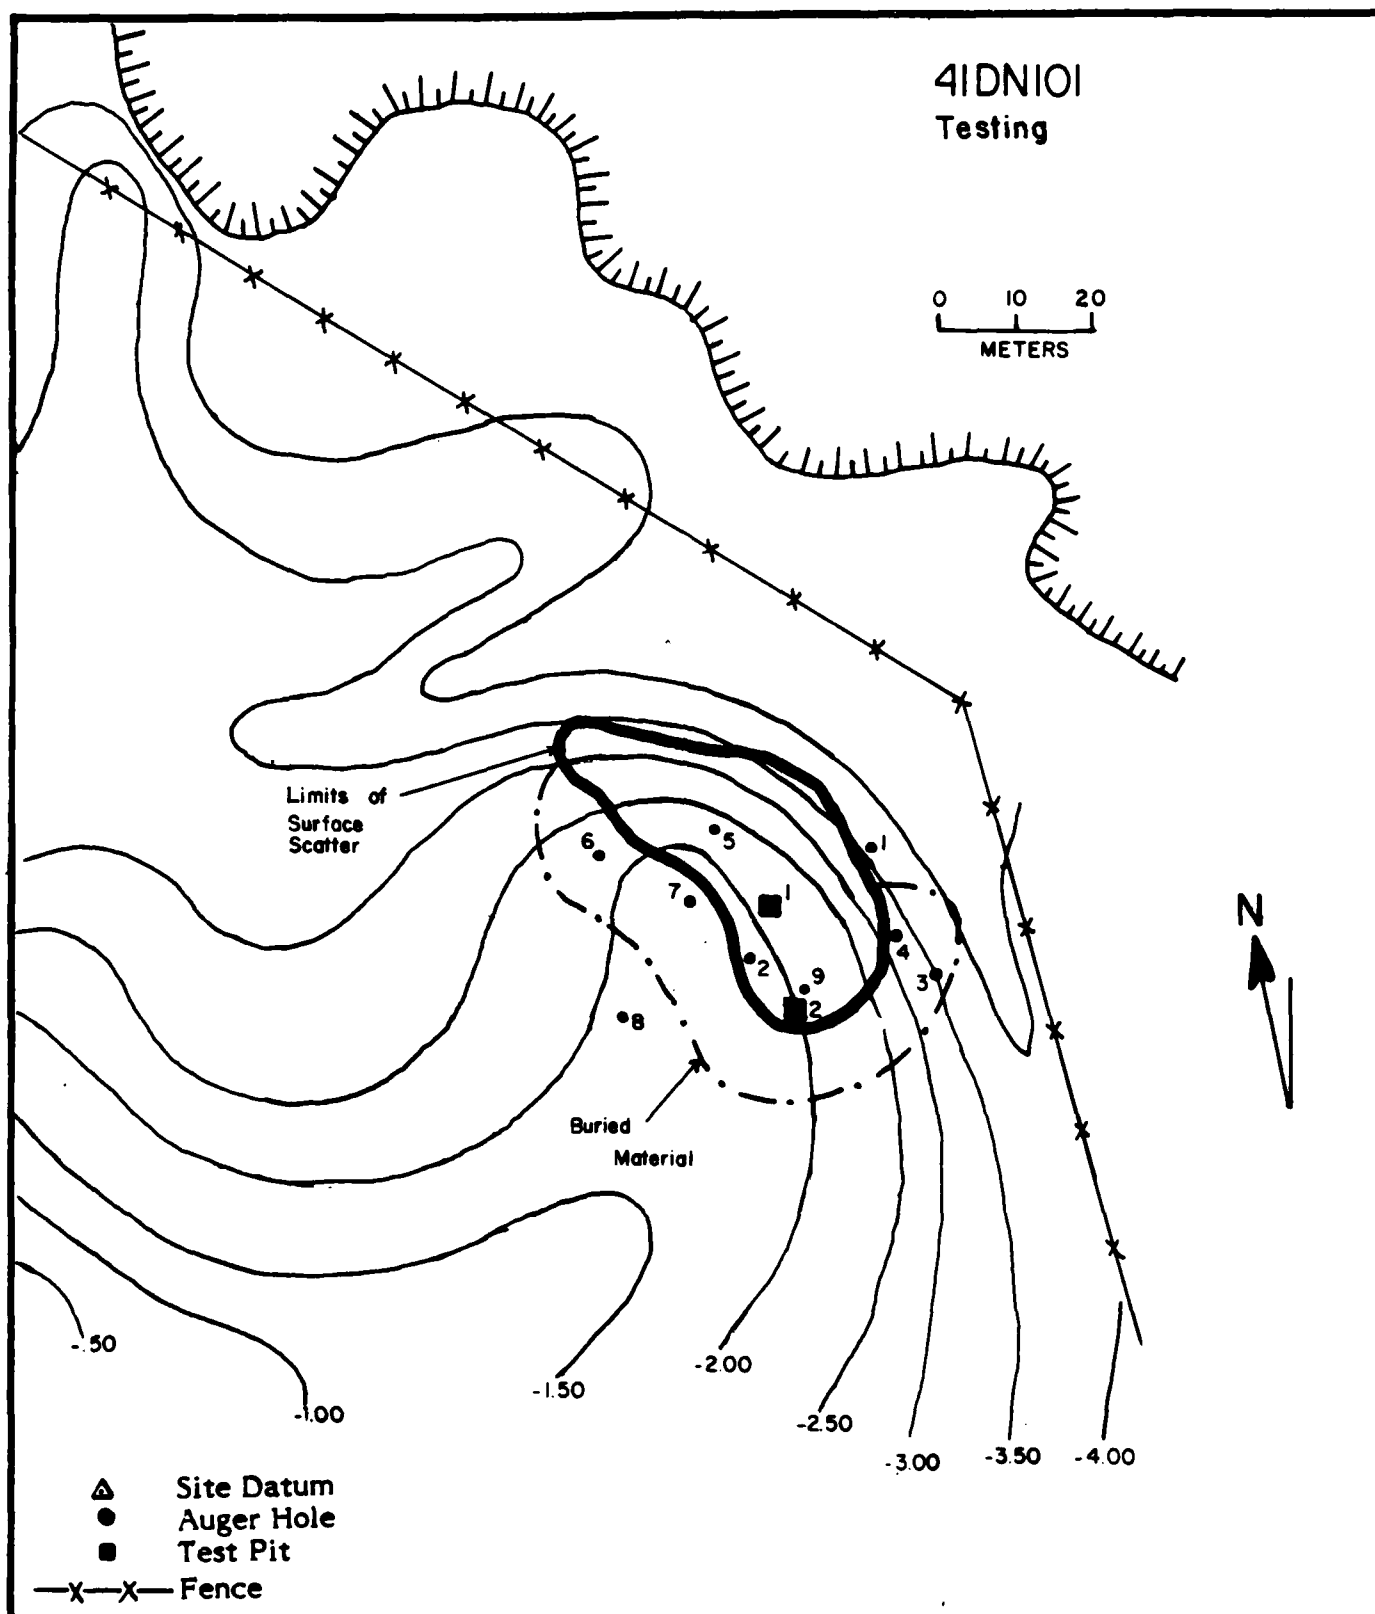 41DN101
Testing
0 10 20
METERS
Limits of
Surface
Scatter
5
1
6
1
7
4
2
9
3
2
8
N
Buried
Material
-.50
-2.00
-1.50
-1.00
-2.50
-3.00
-3.50
-4.00
Site Datum
Auger Hole
Test Pit
Fence